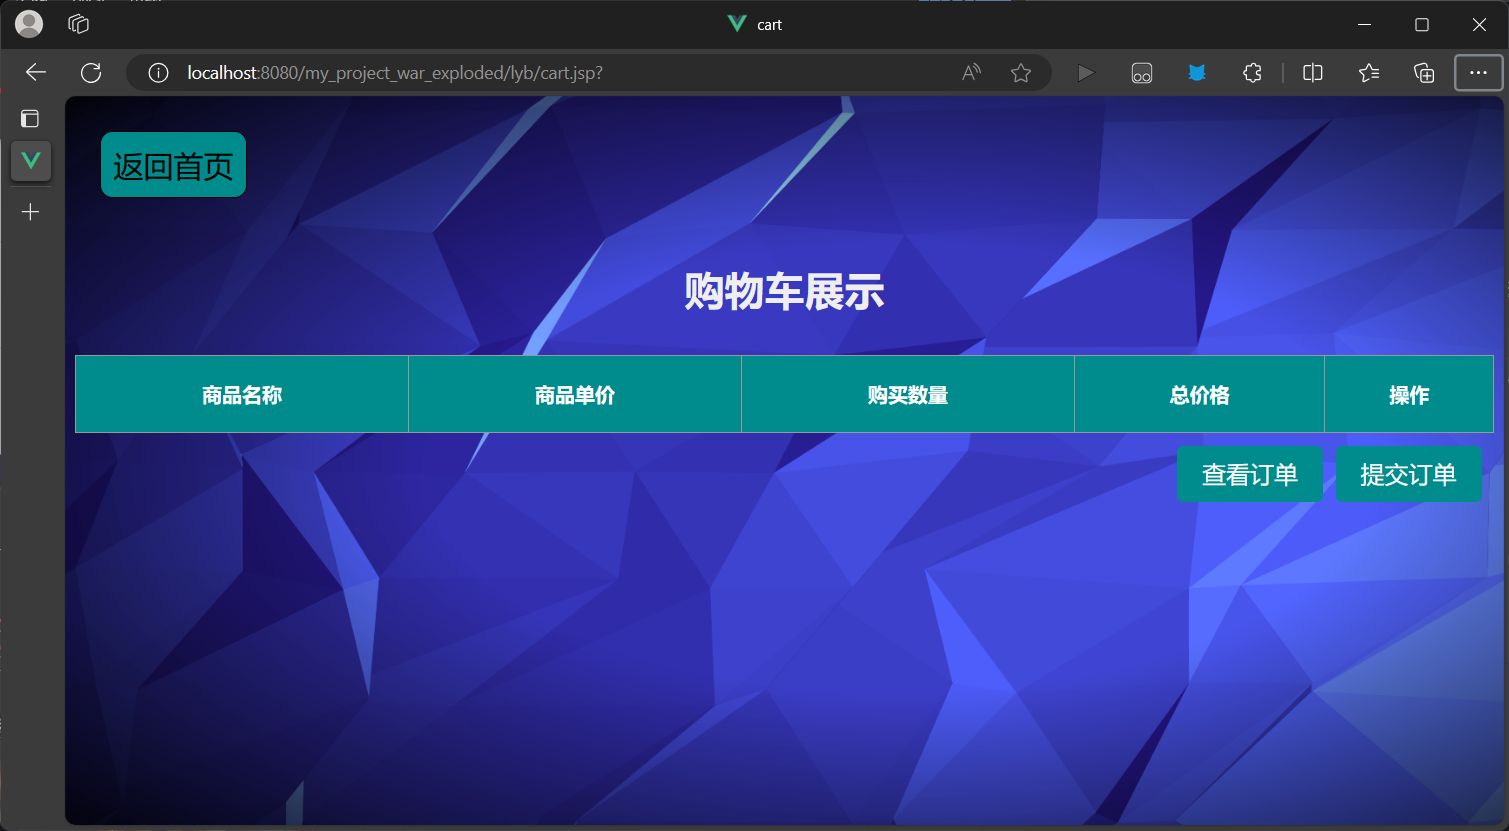 cart
localhost:8080/my_project_war_exploded/lyb/cart.jsp?
返回首页
购物车展示
商品名称 商品单价 购买数量 总价格 操作
查看订单 提交订单